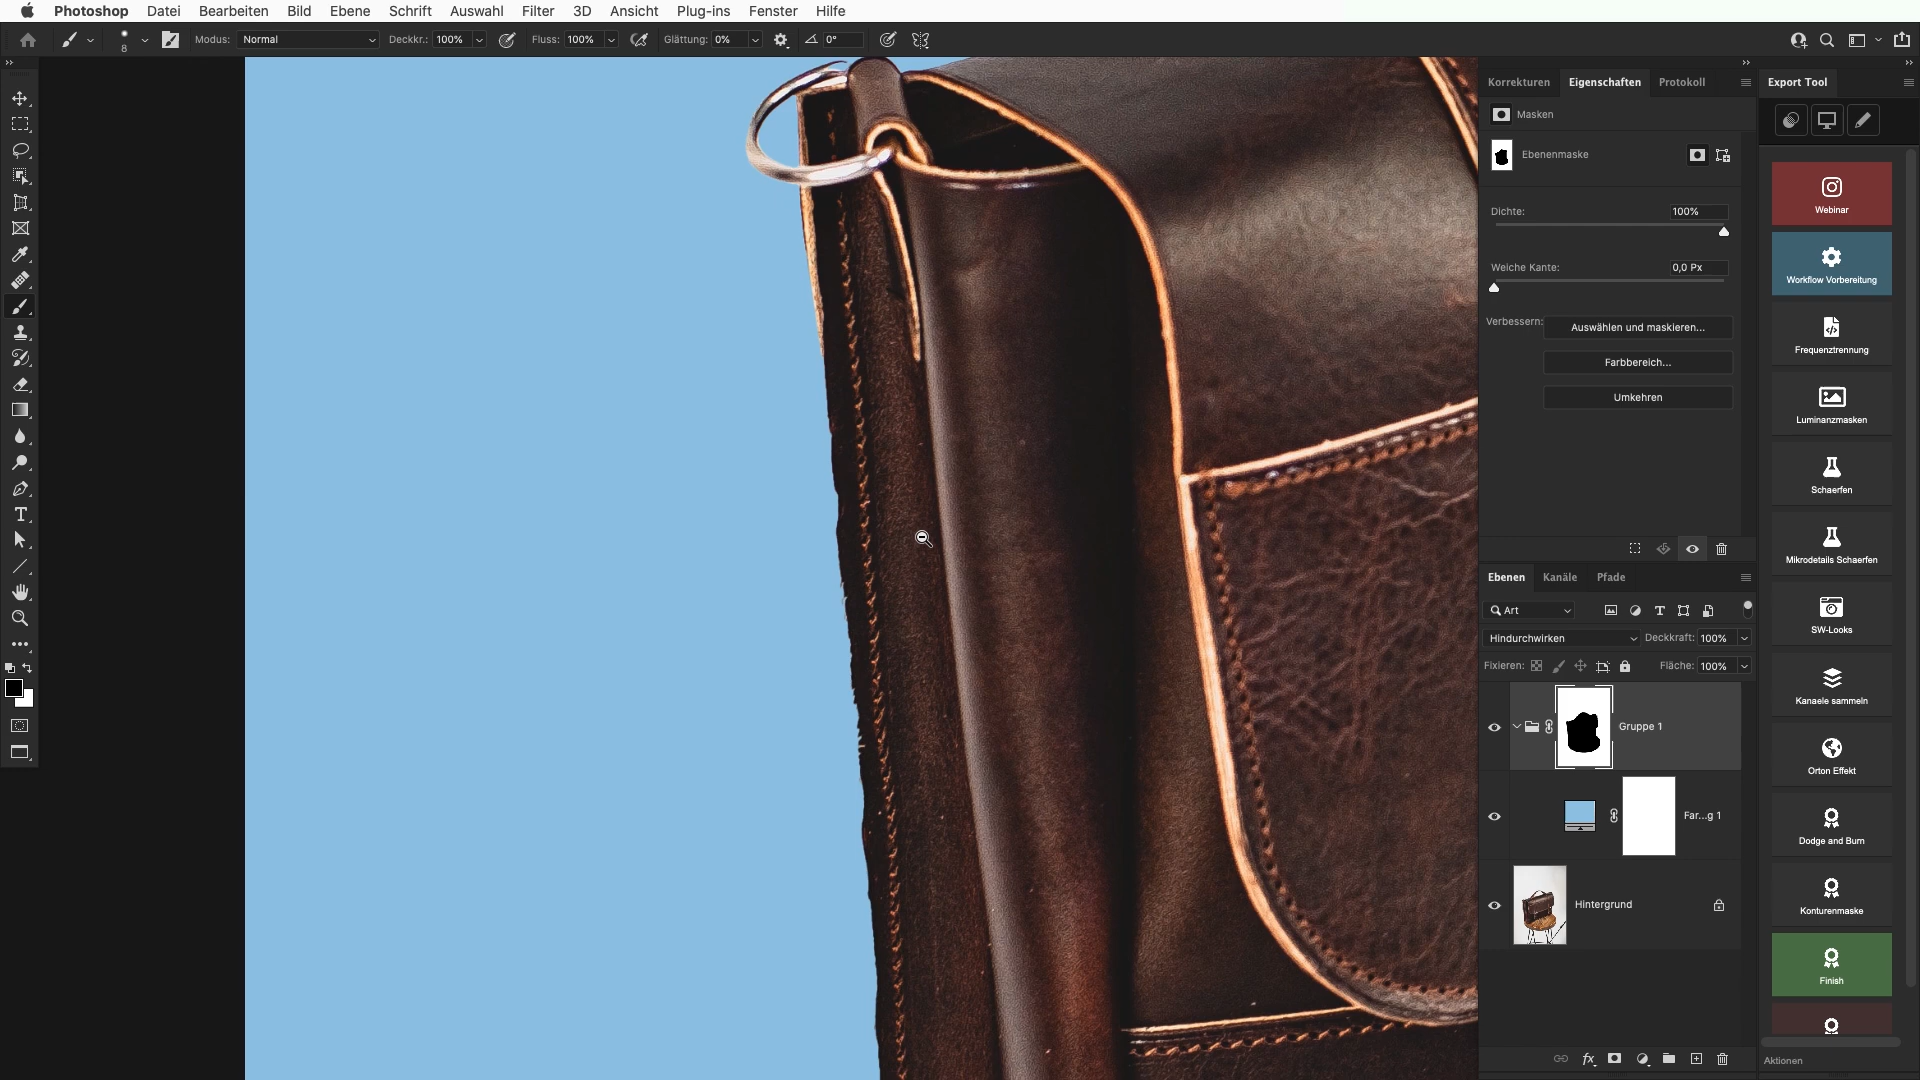 Photoshop Datei Bearbeiten Bild Ebene Schrift Auswahl Filter 3D Ansicht Plug-ins Fenster Hilfe
8 Modus: Normal Deckkr.: 100% Fluss: 100% Glättung: 0% 0°
Korrekturen Eigenschaften Protokoll
Export Tool
Masken
Ebenenmaske
Dichte: 100%
Weiche Kante: 0,0 Px
Verbessern: Auswählen und maskieren...
Farbbereich...
Umkehren
Ebenen Kanäle Pfade
Art
Hindurchwirken Deckkraft: 100%
Fixieren: Fläche: 100%
Gruppe 1
Far...g 1
Hintergrund
Webinar
Workflow Vorbereitung
Frequenztrennung
Luminanzmasken
Schaerfen
Mikrodetails Schaerfen
SW-Looks
Kanaele sammeln
Orton Effekt
Dodge and Burn
Konturenmaske
Finish
Aktionen